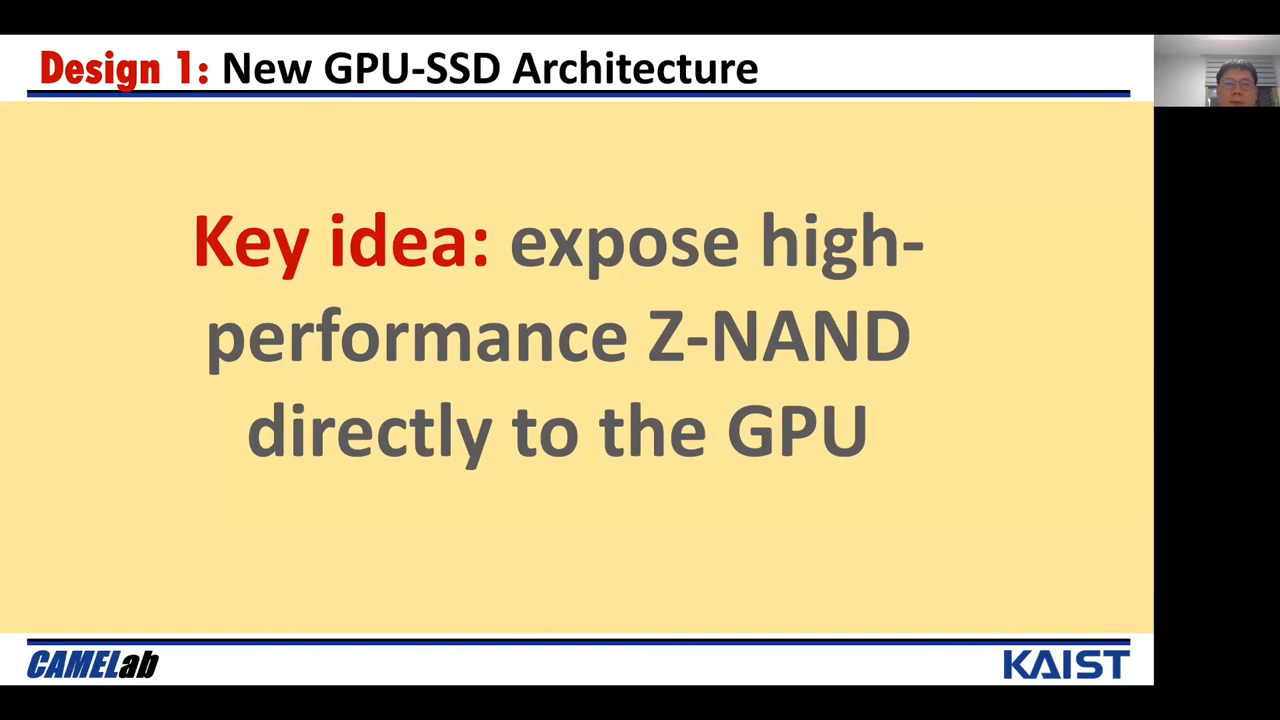 Design 1: New GPU-SSD Architecture
Key idea: expose high-
performance Z-NAND
directly to the GPU
CAMELab
KAIST